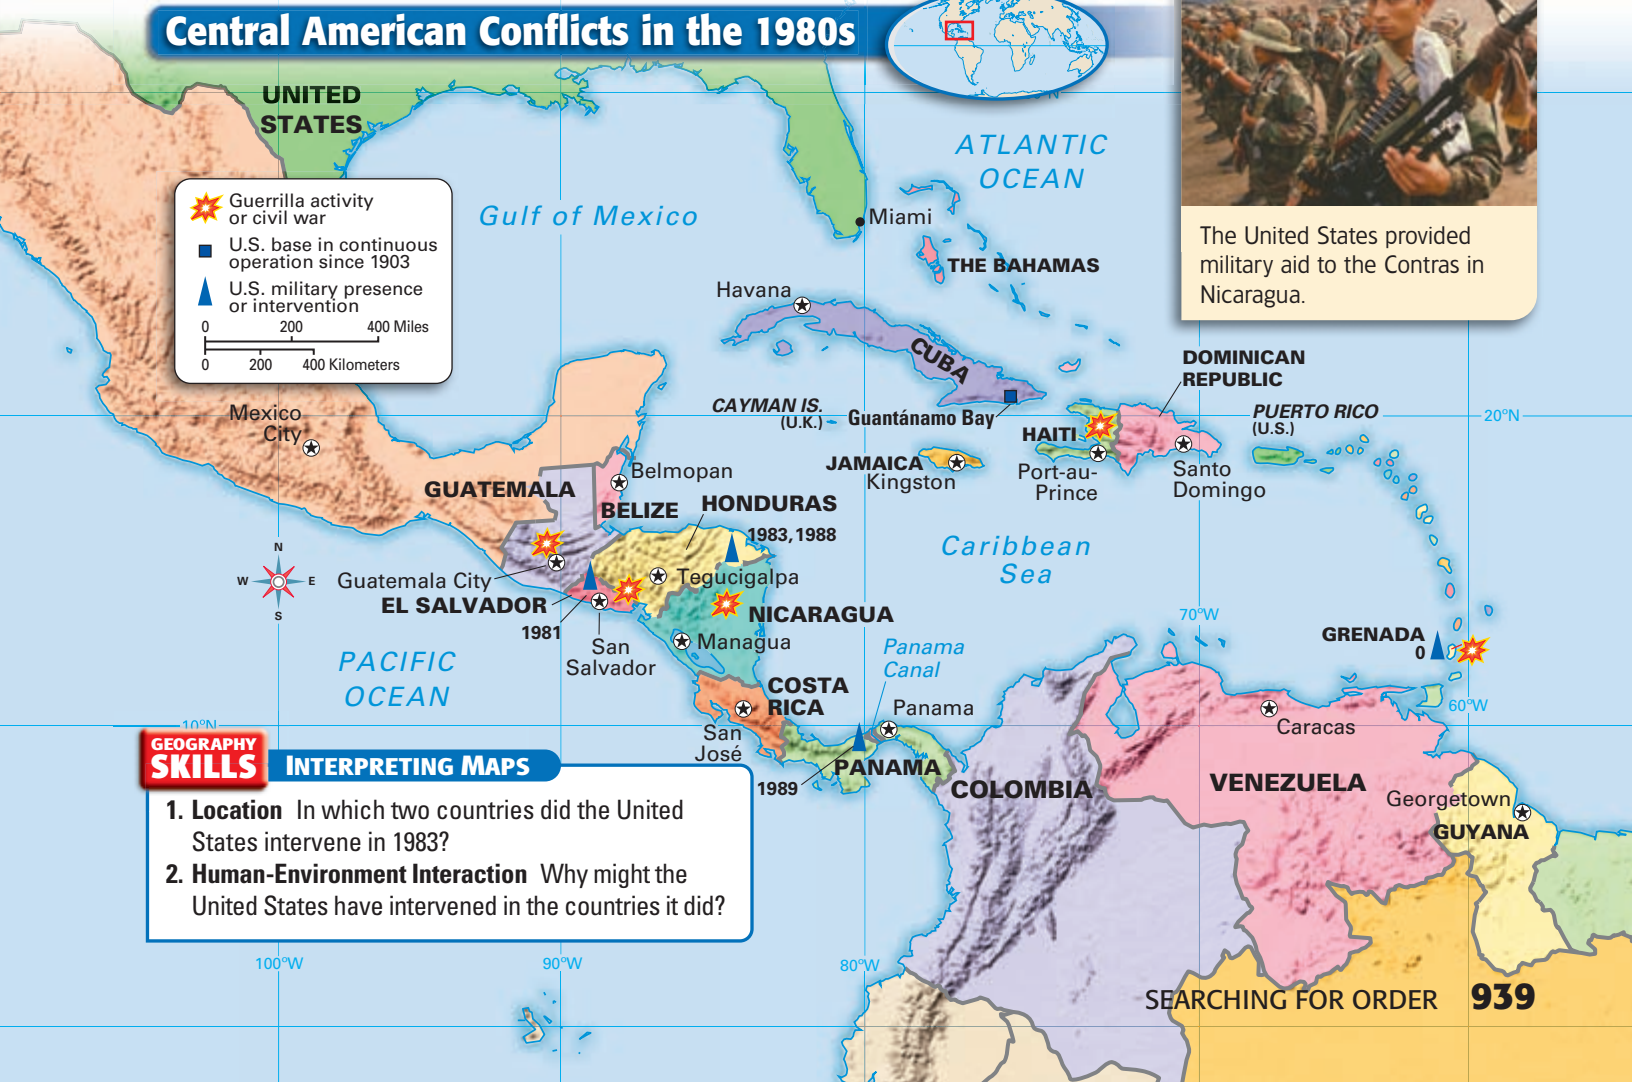 Central American Conflicts in the 1980s
The United States provided
military aid to the Contras in
Nicaragua.
UNITED
STATES
Guerrilla activity
or civil war
U.S. base in continuous
operation since 1903
U.S. military presence
or intervention
0 200 400 Miles
0 200 400 Kilometers
ATLANTIC
OCEAN
Gulf of Mexico
Miami
THE BAHAMAS
Havana
CUBA
DOMINICAN
REPUBLIC
CAYMAN IS.
(U.K.)
Guantánamo Bay
PUERTO RICO
(U.S.)
20°N
Mexico
City
HAITI
JAMAICA
Kingston
Port-au-
Prince
Santo
Domingo
Belmopan
GUATEMALA
BELIZE
HONDURAS
1983, 1988
Caribbean
Sea
N
W E
S
Guatemala City
Tegucigalpa
EL SALVADOR
1981
San
Salvador
NICARAGUA
Managua
70°W
GRENADA
0
PACIFIC
OCEAN
Panama
Canal
COSTA
RICA
Panama
60°W
10°N
San
José
Caracas
1989
PANAMA
COLOMBIA
VENEZUELA
Georgetown
GUYANA
GEOGRAPHY
SKILLS
INTERPRETING MAPS
1. Location In which two countries did the United
States intervene in 1983?
2. Human-Environment Interaction Why might the
United States have intervened in the countries it did?
100°W
90°W
80°W
SEARCHING FOR ORDER 939